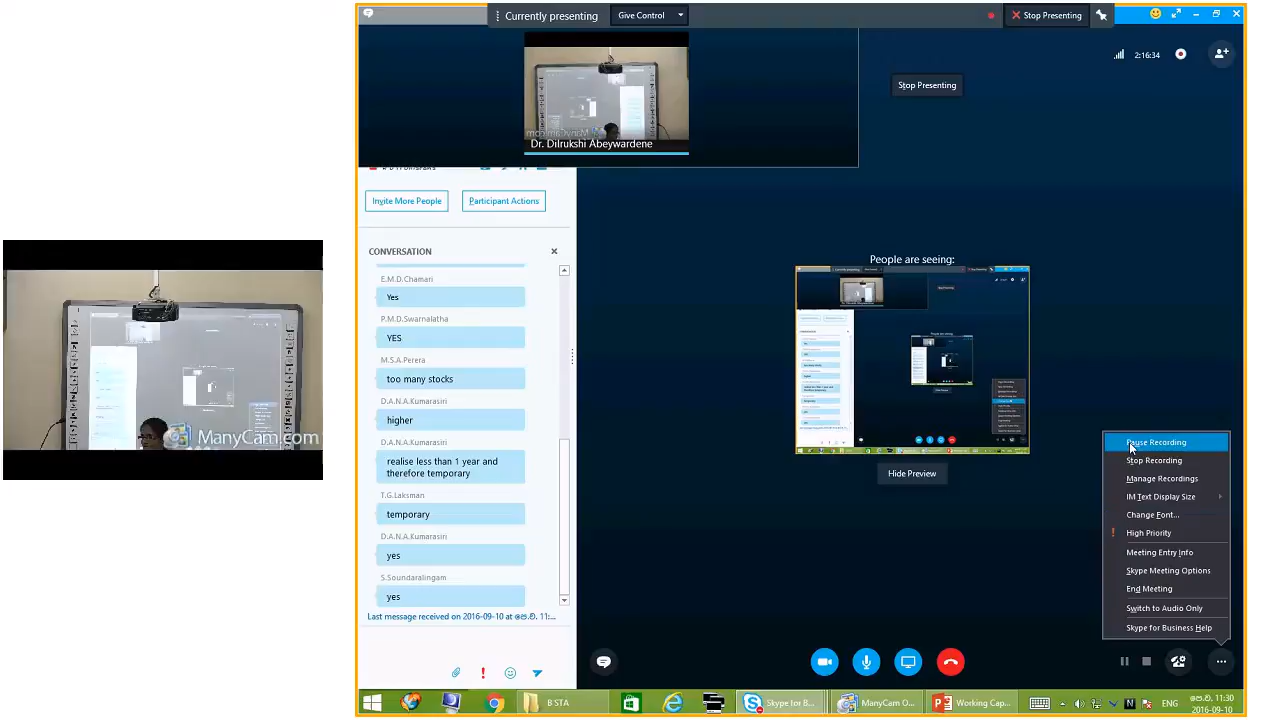 Currently presenting
Give Control
Stop Presenting
2:16:34
Stop Presenting
ManyCam.com
Dr. Dilrukshi Abeywardene
Invite More People
Participant Actions
CONVERSATION
E.M.D.Chamari
Yes
P.M.D.Swarnalatha
YES
M.S.A.Perera
too many stocks
D.A.N.A.Kumarasiri
higher
D.A.N.A.Kumarasiri
realise less than 1 year and
therefore temporary
T.G.Laksman
temporary
D.A.N.A.Kumarasiri
yes
S.Soundaralingam
yes
Last message received on 2016-09-10 at පෙ.ව. 11:...
People are seeing:
Hide Preview
Pause Recording
Stop Recording
Manage Recordings
IM Text Display Size
Change Font...
High Priority
Meeting Entry Info
Skype Meeting Options
End Meeting
Switch to Audio Only
Skype for Business Help
ManyCam.com
B STA
Skype for B...
ManyCam O...
Working Cap...
ENG
පෙ.ව. 11:30
2016-09-10